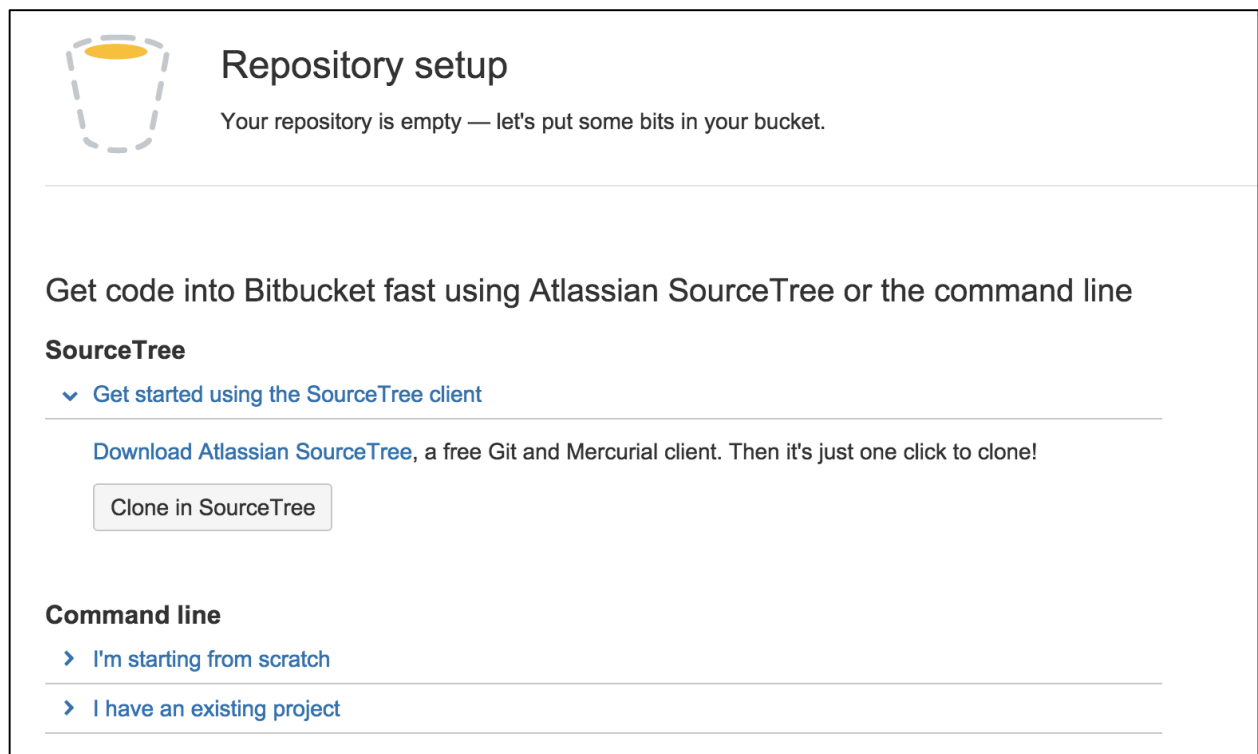 Repository setup
Your repository is empty — let's put some bits in your bucket.
Get code into Bitbucket fast using Atlassian SourceTree or the command line
SourceTree
Get started using the SourceTree client
Download Atlassian SourceTree, a free Git and Mercurial client. Then it's just one click to clone!
Clone in SourceTree
Command line
I'm starting from scratch
I have an existing project